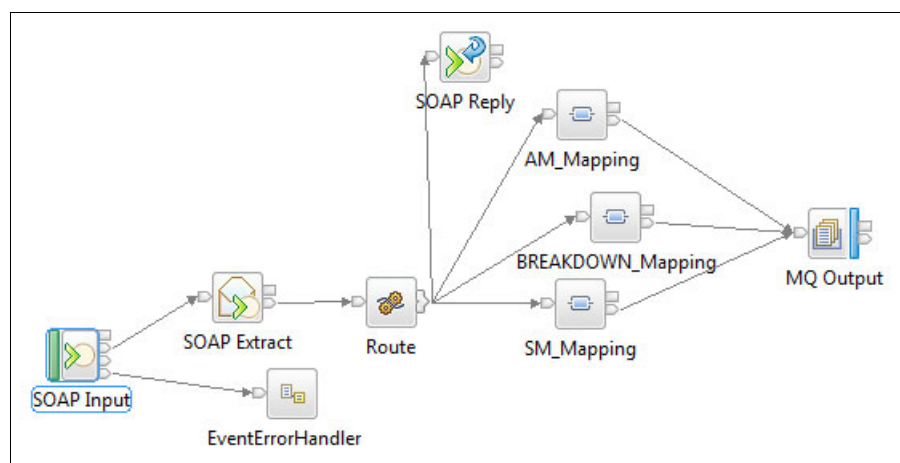 SOAP Reply
AM_Mapping
BREAKDOWN_Mapping
MQ Output
SOAP Extract
Route
SM_Mapping
SOAP Input
EventErrorHandler